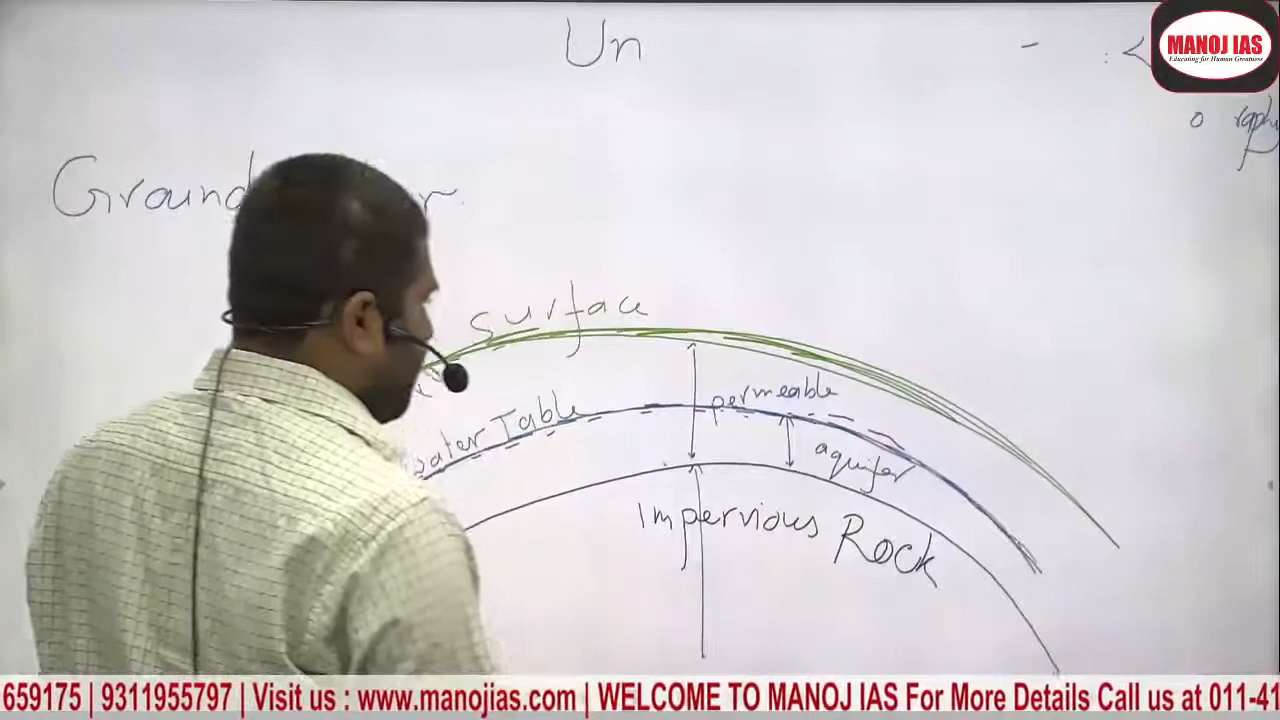 Un
MANOJ IAS
Educating for Human Greatness
Ground
surface
permeable
water Table
aquifer
Impervious Rock
659175 | 9311955797 | Visit us : www.manojias.com | WELCOME TO MANOJ IAS For More Details Call us at 011-41